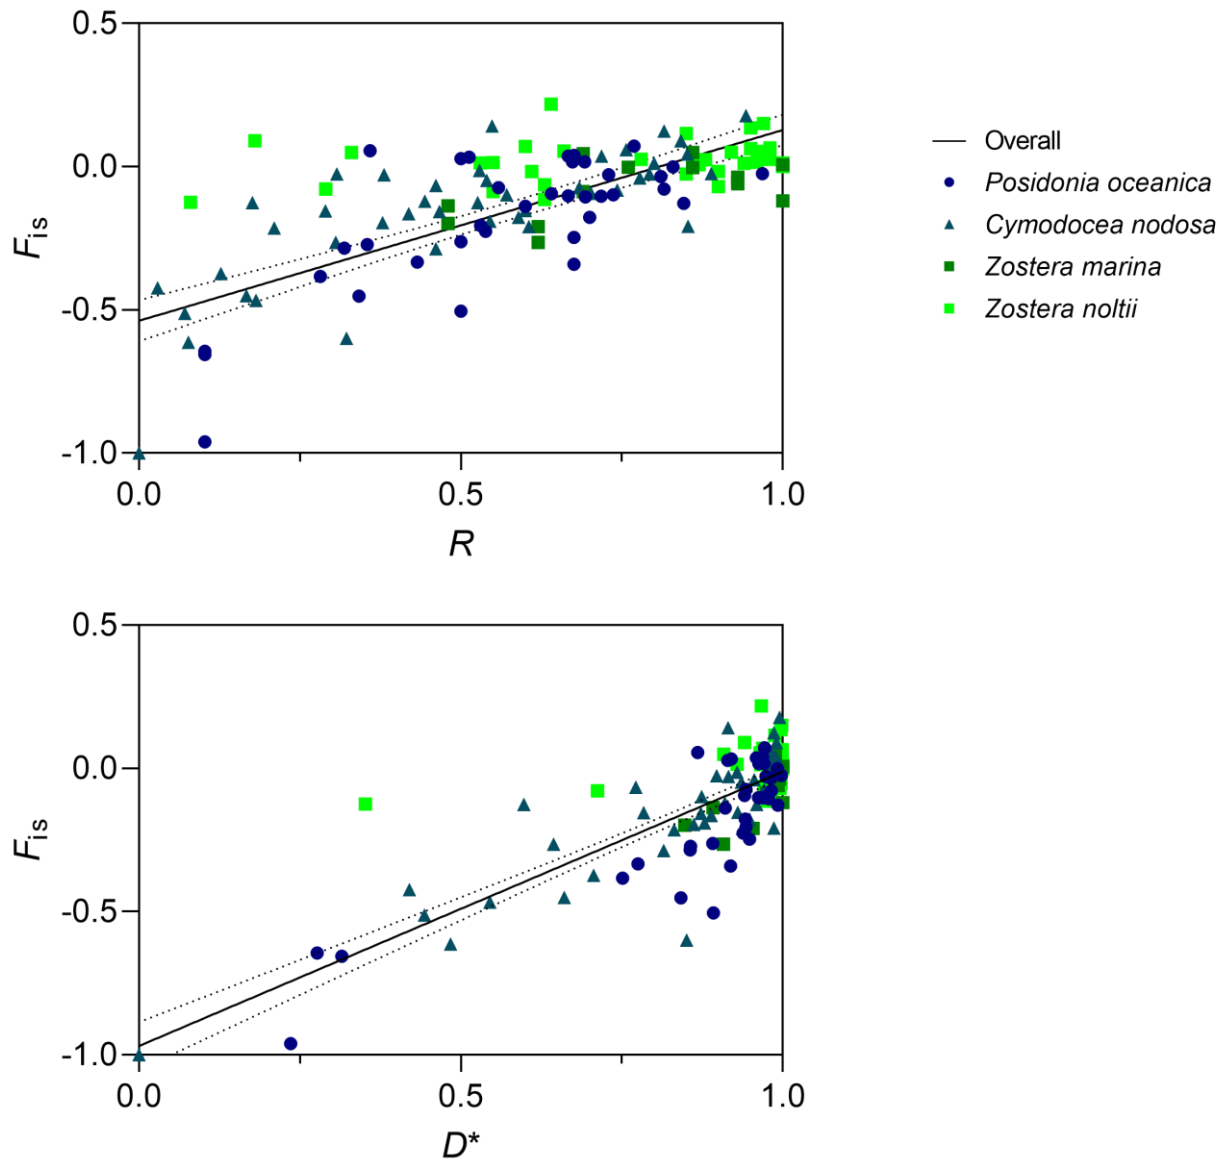 0.5
0.0
-0.5
-1.0
Fis
0.0 0.5 1.0
R
Overall
Posidonia oceanica
Cymodocea nodosa
Zostera marina
Zostera noltii
0.5
0.0
-0.5
-1.0
Fis
0.0 0.5 1.0
D*